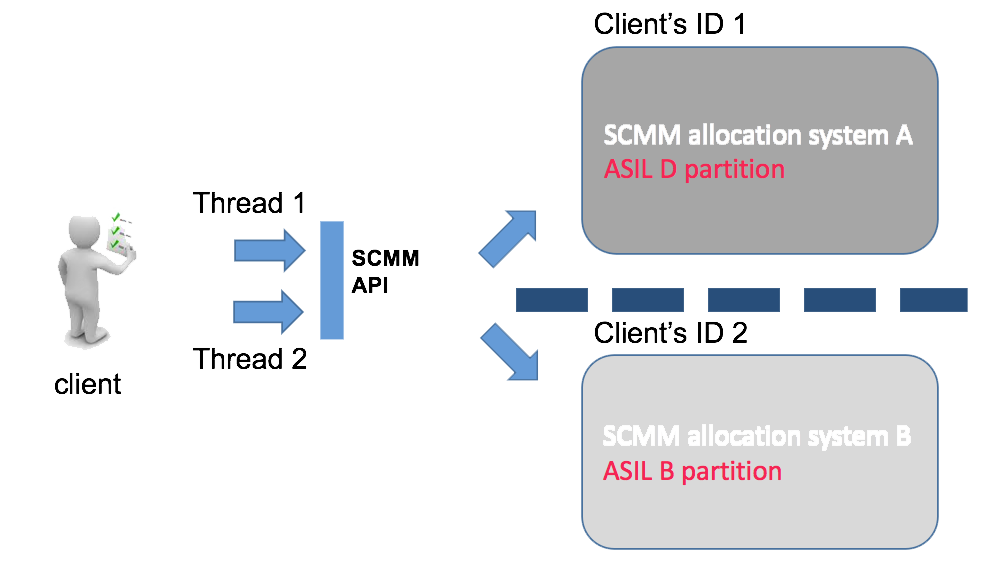 Client’s ID 1
SCMM allocation system A
ASIL D partition
Thread 1
SCMM
API
Thread 2
client
Client’s ID 2
SCMM allocation system B
ASIL B partition